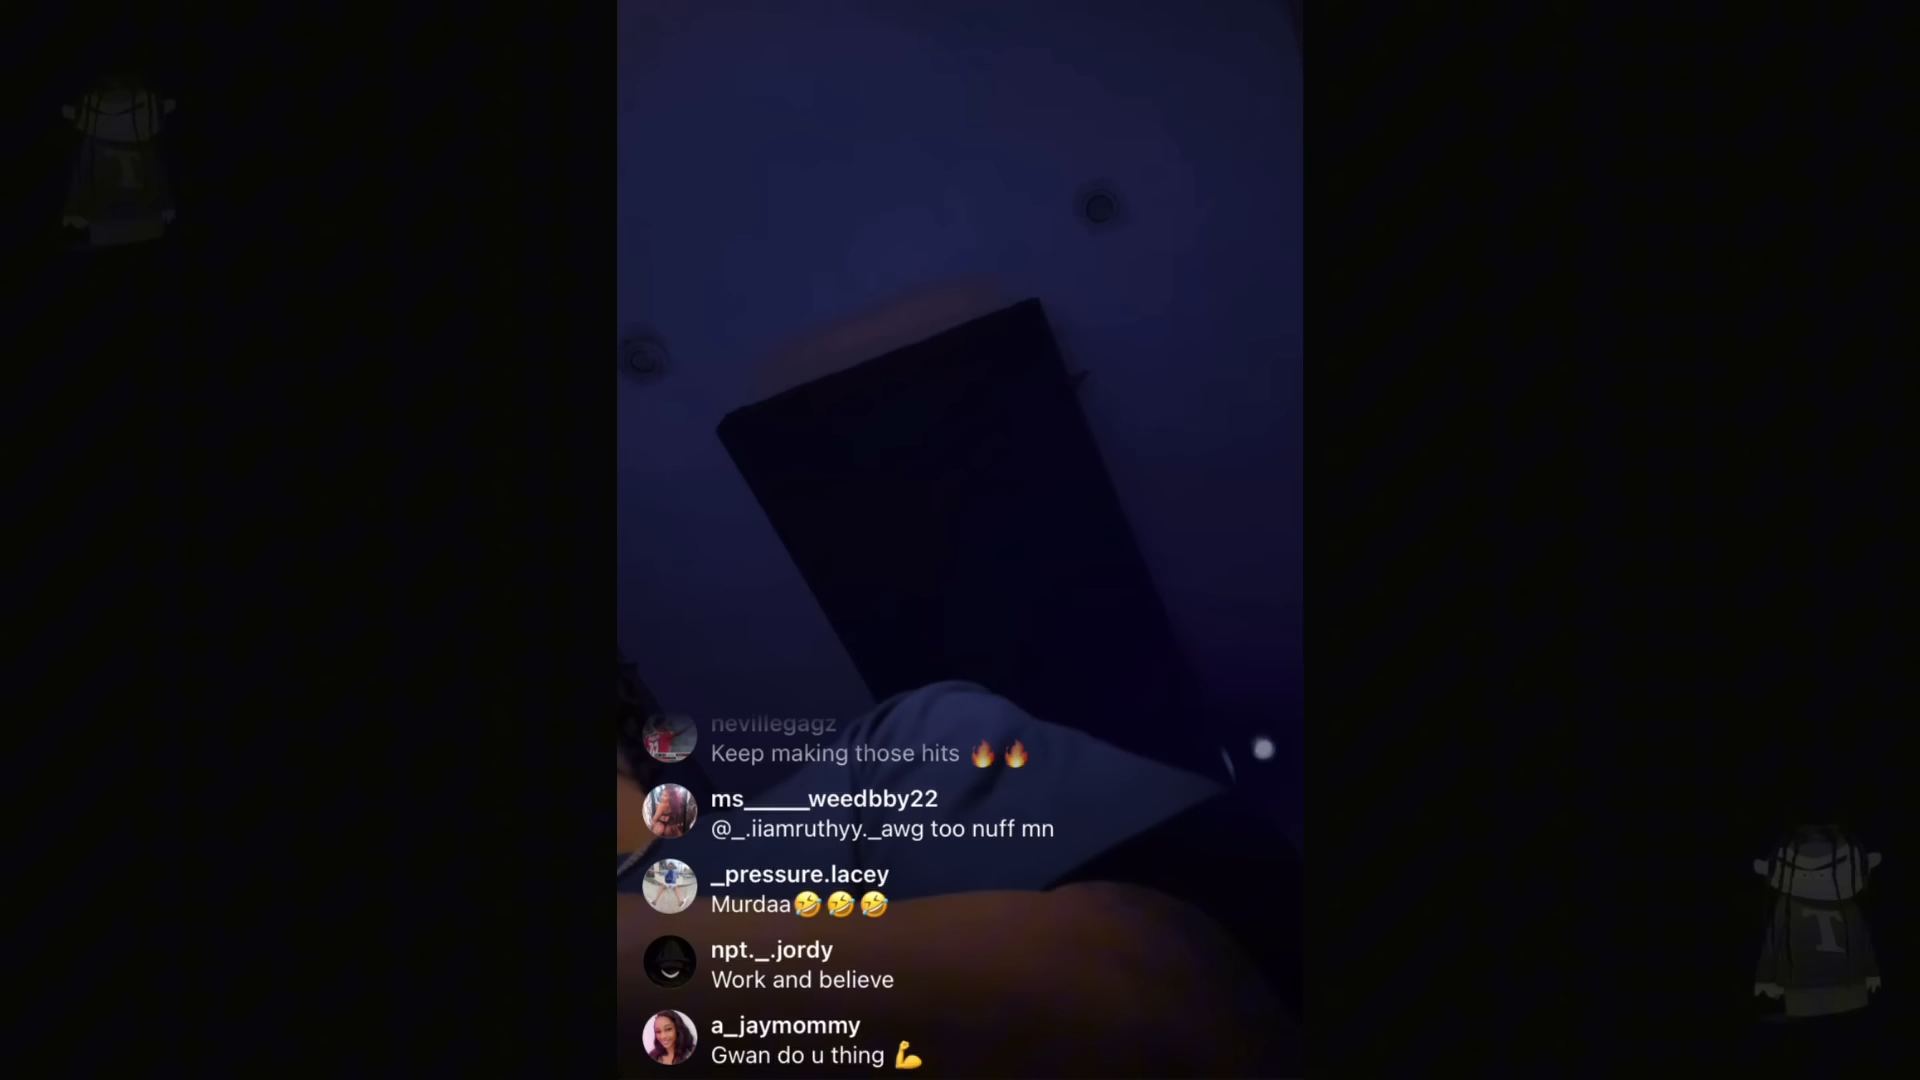 T
nevillegagz
Keep making those hits 🔥🔥
ms_____weedbby22
@_.iiamruthyy._awg too nuff mn
_pressure.lacey
Murdaa🤣🤣🤣
npt._.jordy
Work and believe
a_jaymommy
Gwan do u thing 💪
T